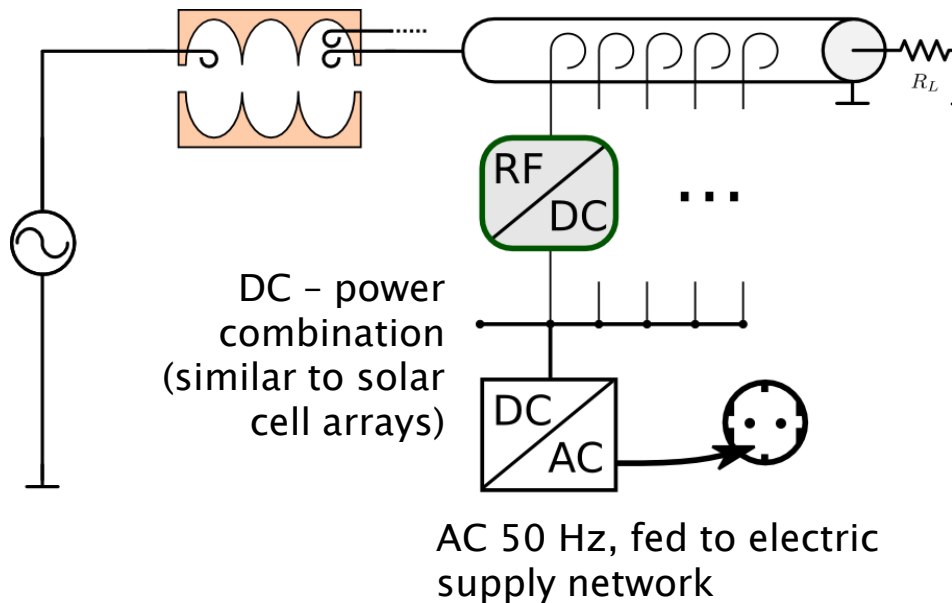 R_L
RF
DC
...
DC – power
combination
(similar to solar
cell arrays)
DC
AC
AC 50 Hz, fed to electric
supply network